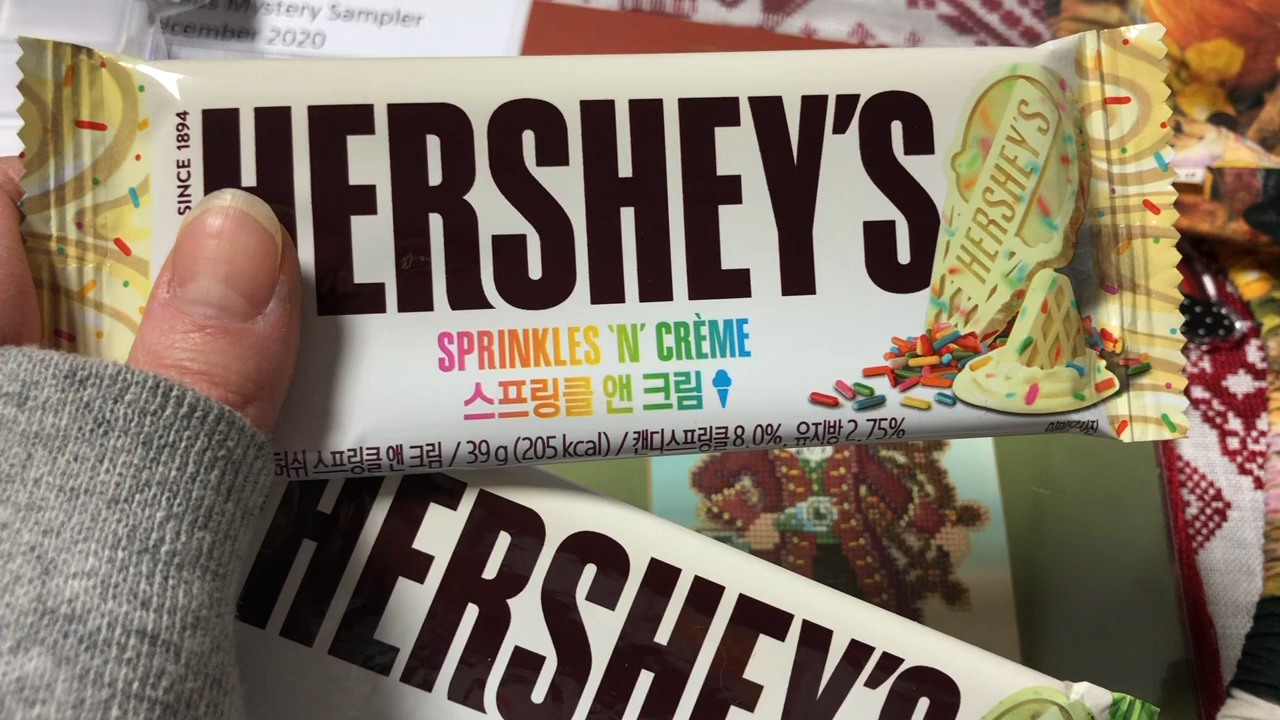 Mystery Sampler
2020
SINCE 1894
HERSHEY'S
HERSHEY'S
SPRINKLES 'N' CRÈME
스프링클 앤 크림
허쉬 스프링클 앤 크림 / 39 g (205 kcal) / 캔디스프링클 8.0%, 유지방 2.75%
HERSHEY'S